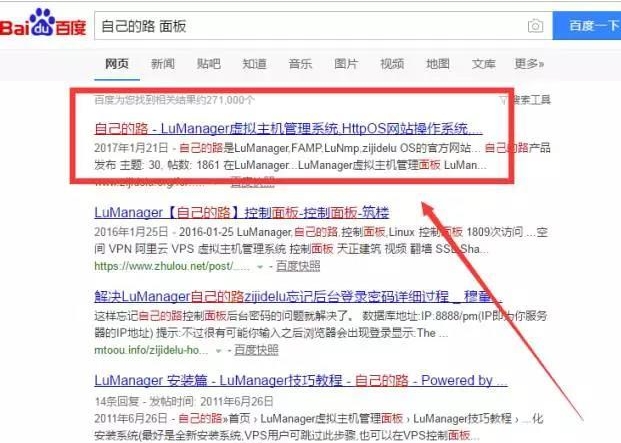 Bai du 百度 自己的路 面板 百度一下
网页 新闻 贴吧 知道 音乐 图片 视频 地图 文库 更多»
百度为您找到相关结果约271,000个 搜索工具
自己的路 - LuManager虚拟主机管理系统,HttpOS网站操作系统,...
2017年1月21日 - 自己的路是LuManager,FAMP,LuNmp,zijidelu OS的官方网站... 自己的路产品
发布 主题: 30, 帖数: 1861 在LuManager...LuManager虚拟主机管理面板 LuMan...
www.zijidelu.org/for... 百度快照
LuManager【自己的路】控制面板-控制面板-筑楼
2016年1月25日 - 2016-01-25 LuManager,自己的路,控制面板,Linux 控制面板 1809次访问 ...空
间 VPN 阿里云 VPS 虚拟主机管理系统 控制面板 天正建筑 视频 翻墙 SS Sha...
https://www.zhulou.net/post/.... - 百度快照
解决LuManager自己的路zijidelu忘记后台登录密码详细过程 _ 穆童...
这样忘记自己的路控制面板后台密码的问题就解决了。 数据库地址:IP:8888/pm(IP即为你服务
器的IP地址) 提示:不过很有可能你输入之后浏览器会出现登录显示:The ...
mtoou.info/zijidelu-ho... - 百度快照
LuManager 安装篇 - LuManager技巧教程 - 自己的路 - Powered by ...
14条回复 - 发帖时间: 2011年6月26日
2011年6月26日 - 自己的路»首页 › LuManager虚拟主机管理面板 › LuManager技巧教程 › ...化
安装系统(最好是全新安装系统,VPS用户可跳过此步骤,也可以在VPS控制面板...